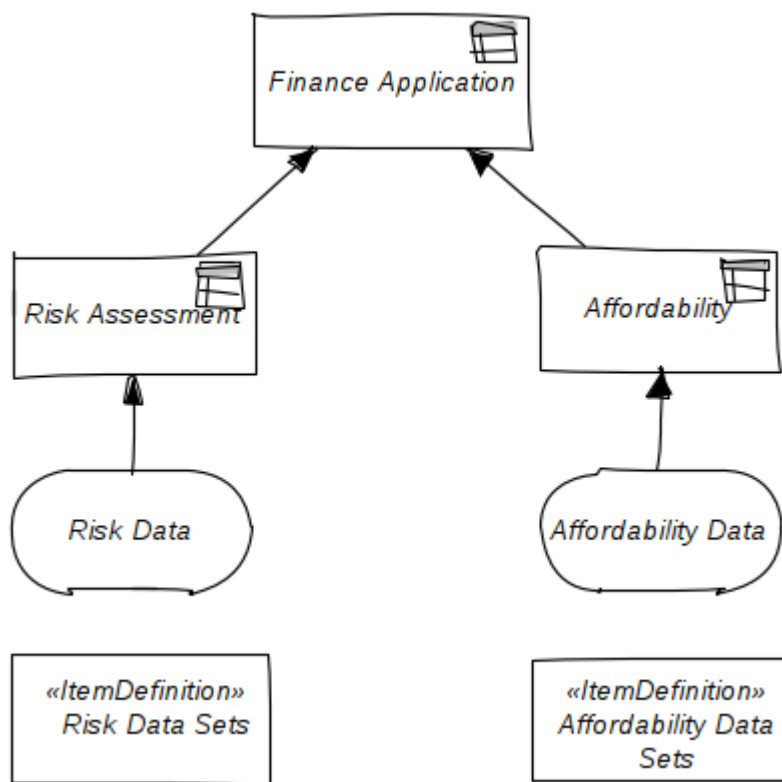 Finance Application
Risk Assessment
Affordability
Risk Data
Affordability Data
«ItemDefinition»
Risk Data Sets
«ItemDefinition»
Affordability Data
Sets